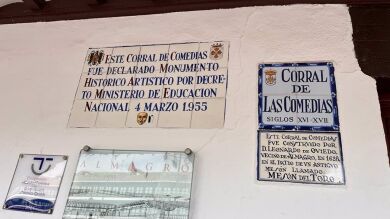 ESTE CORRAL DE COMEDIAS
FUE DECLARADO MONUMENTO
HISTÓRICO ARTISTICO POR DECRE-
TO MINISTERIO DE EDUCACION
NACIONAL 4 MARZO 1955
CORRAL
DE
LAS COMEDIAS
SIGLOS XVI-XVII
ESTE CORRAL DE COMEDIAS
FUE CONSTRUIDO POR
D. LEONARDO DE OVIEDO,
VECINO DE ALMAGRO, EN 1628
EN EL PATIO DE UN ANTIGUO
MESON LLAMADO
MESON DEL TORO
ALMAGRO